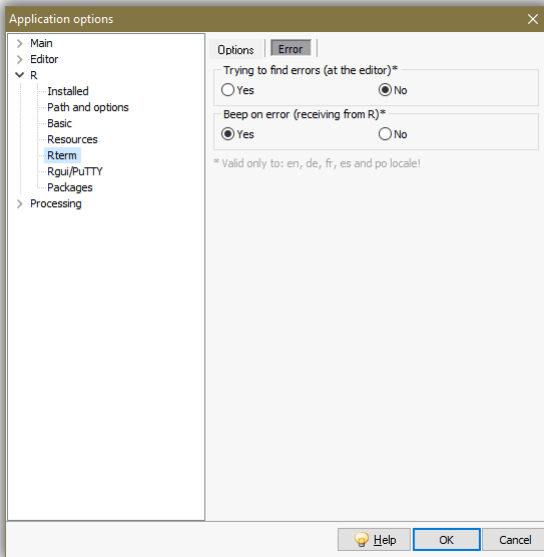 Application options
Main
Editor
R
Installed
Path and options
Basic
Resources
Rterm
Rgui/PuTTY
Packages
Processing
Options
Error
Trying to find errors (at the editor)*
Yes
No
Beep on error (receiving from R)*
Yes
No
* Valid only to: en, de, fr, es and po locale!
Help
OK
Cancel